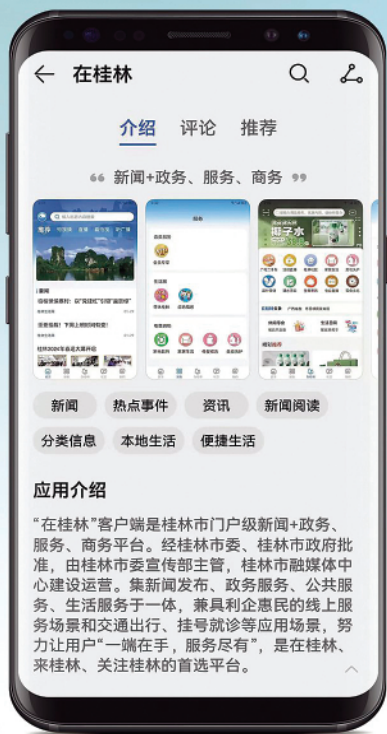 在桂林
介绍 评论 推荐
“ 新闻+政务、服务、商务 ”
推荐
服务
椰子水
新闻
新闻 热点事件 资讯 新闻阅读
分类信息 本地生活 便捷生活
应用介绍
“在桂林”客户端是桂林市门户级新闻+政务、
服务、商务平台。经桂林市委、桂林市政府批
准，由桂林市委宣传部主管，桂林市融媒体中
心建设运营。集新闻发布、政务服务、公共服
务、生活服务于一体，兼具利企惠民的线上服
务场景和交通出行、挂号就诊等应用场景，努
力让用户“一端在手，服务尽有”，是在桂林、
来桂林、关注桂林的首选平台。